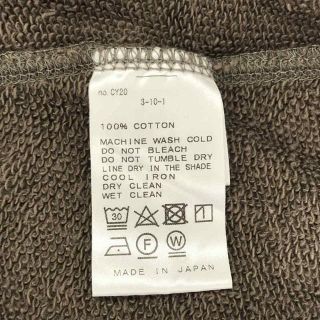 no. CY20
3-10-1
100% COTTON
MACHINE WASH COLD
DO NOT BLEACH
DO NOT TUMBLE DRY
LINE DRY IN THE SHADE
COOL IRON
DRY CLEAN
WET CLEAN
30
F W
MADE IN JAPAN